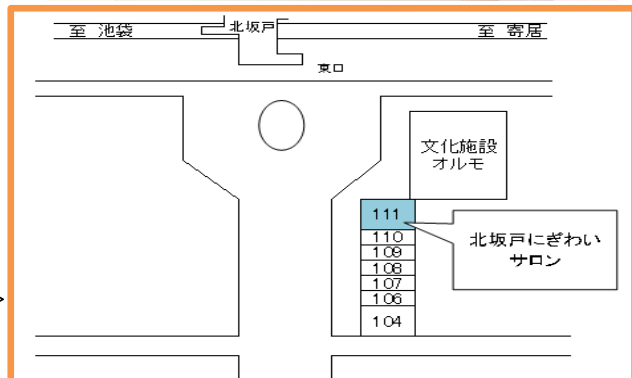 至 池袋
北坂戸
至 寄居
東口
文化施設
オルモ
111
110
109
108
107
106
104
北坂戸にぎわい
サロン